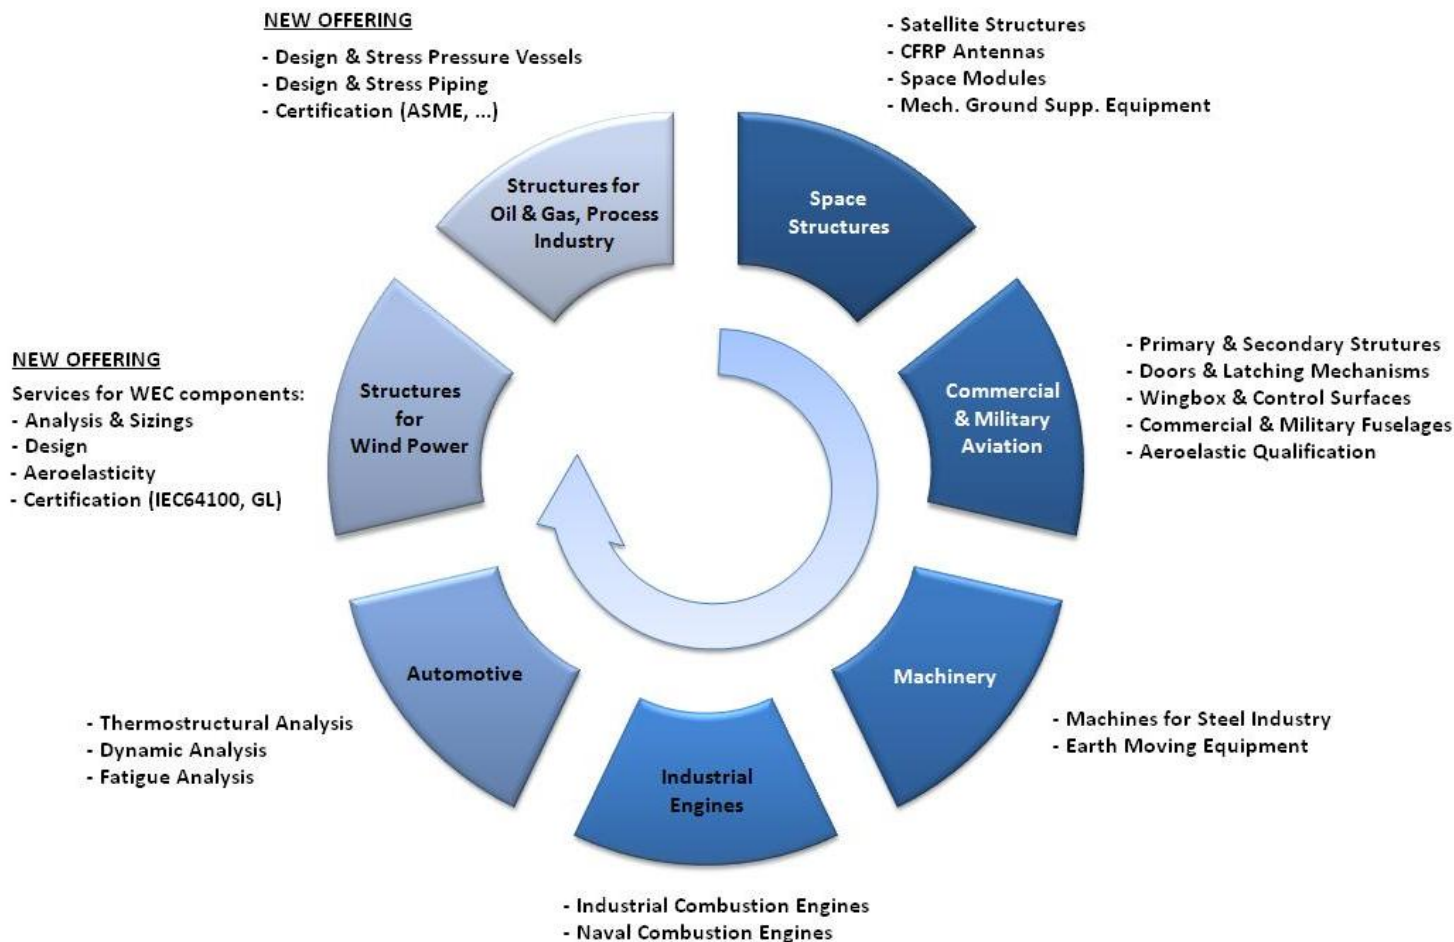 NEW OFFERING
- Design & Stress Pressure Vessels
- Design & Stress Piping
- Certification (ASME, ...)
- Satellite Structures
- CFRP Antennas
- Space Modules
- Mech. Ground Supp. Equipment
Structures for
Oil & Gas, Process
Industry
Space
Structures
NEW OFFERING
Services for WEC components:
- Analysis & Sizings
- Design
- Aeroelasticity
- Certification (IEC64100, GL)
Structures
for
Wind Power
Commercial
& Military
Aviation
- Primary & Secondary Strutures
- Doors & Latching Mechanisms
- Wingbox & Control Surfaces
- Commercial & Military Fuselages
- Aeroelastic Qualification
Automotive
- Thermostructural Analysis
- Dynamic Analysis
- Fatigue Analysis
Machinery
- Machines for Steel Industry
- Earth Moving Equipment
Industrial
Engines
- Industrial Combustion Engines
- Naval Combustion Engines